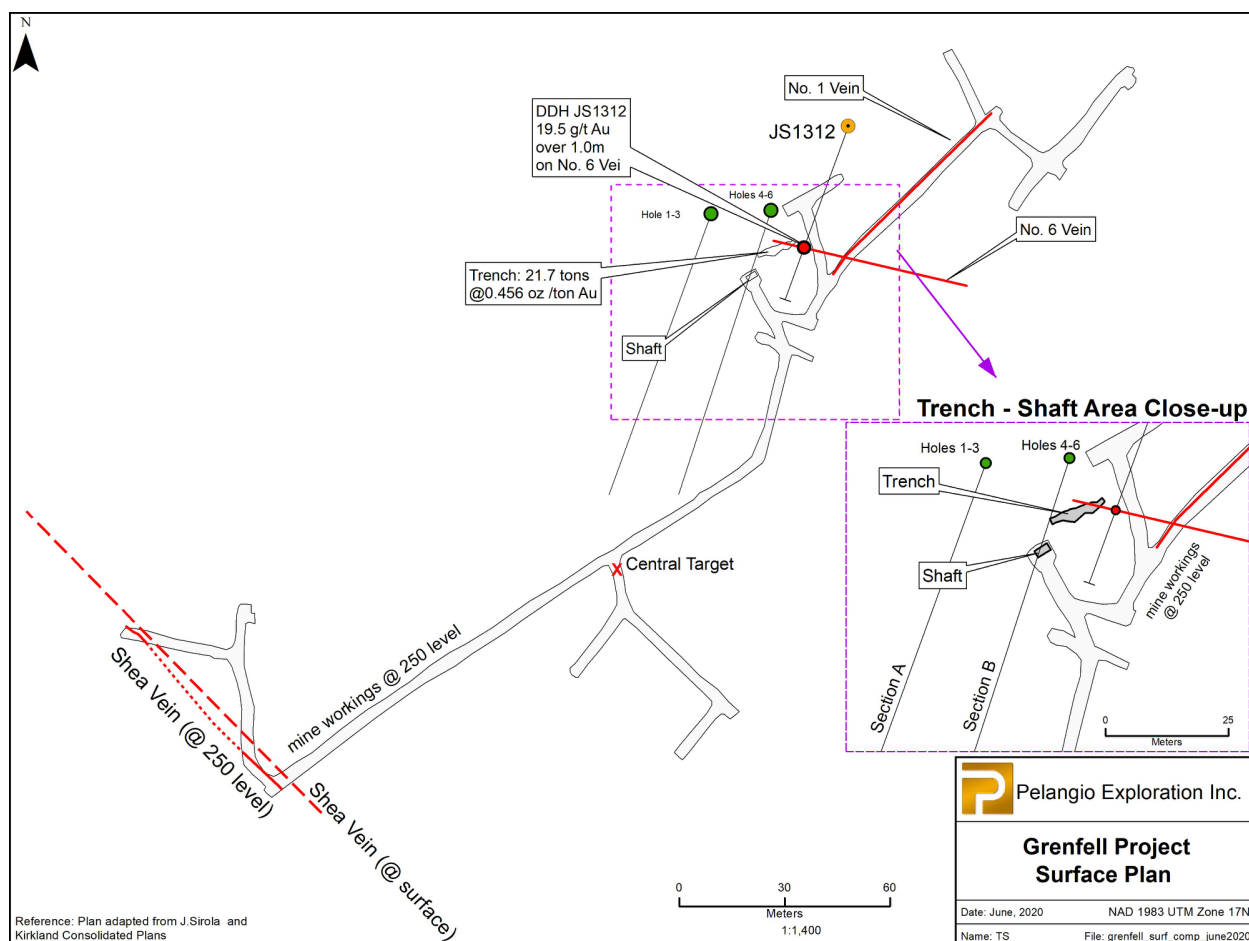 N
DDH JS1312
19.5 g/t Au
over 1.0m
on No. 6 Vei
No. 1 Vein
JS1312
Hole 1-3
Holes 4-6
No. 6 Vein
Trench: 21.7 tons
@0.456 oz /ton Au
Shaft
Trench - Shaft Area Close-up
Holes 1-3
Holes 4-6
Trench
Shaft
mine workings
@ 250 level
Section A
Section B
0 25
Meters
Central Target
mine workings @ 250 level
Shea Vein (@ 250 level)
Shea Vein (@ surface)
0 30 60
Meters
1:1,400
Pelangio Exploration Inc.
Grenfell Project
Surface Plan
Date: June, 2020 NAD 1983 UTM Zone 17N
Name: TS File: grenfell_surf_comp_june2020
Reference: Plan adapted from J.Sirola and
Kirkland Consolidated Plans